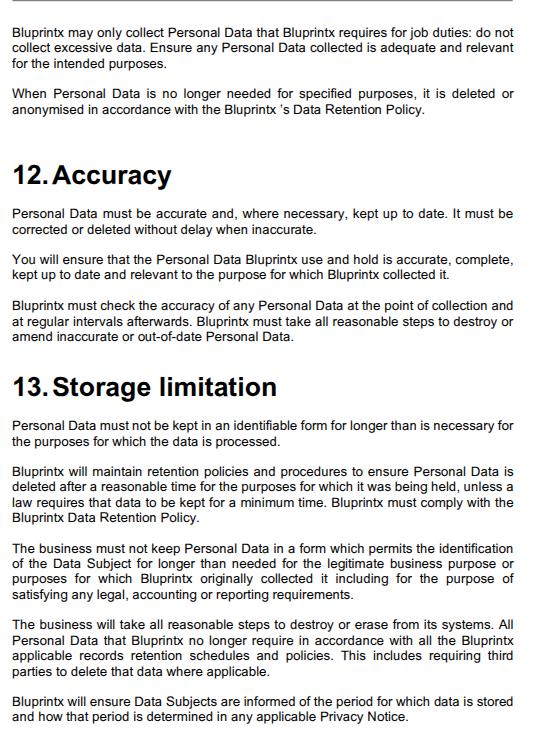 Bluprintx may only collect Personal Data that Bluprintx requires for job duties: do not
collect excessive data. Ensure any Personal Data collected is adequate and relevant
for the intended purposes.
When Personal Data is no longer needed for specified purposes, it is deleted or
anonymised in accordance with the Bluprintx 's Data Retention Policy.
12. Accuracy
Personal Data must be accurate and, where necessary, kept up to date. It must be
corrected or deleted without delay when inaccurate.
You will ensure that the Personal Data Bluprintx use and hold is accurate, complete,
kept up to date and relevant to the purpose for which Bluprintx collected it.
Bluprintx must check the accuracy of any Personal Data at the point of collection and
at regular intervals afterwards. Bluprintx must take all reasonable steps to destroy or
amend inaccurate or out-of-date Personal Data.
13. Storage limitation
Personal Data must not be kept in an identifiable form for longer than is necessary for
the purposes for which the data is processed.
Bluprintx will maintain retention policies and procedures to ensure Personal Data is
deleted after a reasonable time for the purposes for which it was being held, unless a
law requires that data to be kept for a minimum time. Bluprintx must comply with the
Bluprintx Data Retention Policy.
The business must not keep Personal Data in a form which permits the identification
of the Data Subject for longer than needed for the legitimate business purpose or
purposes for which Bluprintx originally collected it including for the purpose of
satisfying any legal, accounting or reporting requirements.
The business will take all reasonable steps to destroy or erase from its systems. All
Personal Data that Bluprintx no longer require in accordance with all the Bluprintx
applicable records retention schedules and policies. This includes requiring third
parties to delete that data where applicable.
Bluprintx will ensure Data Subjects are informed of the period for which data is stored
and how that period is determined in any applicable Privacy Notice.